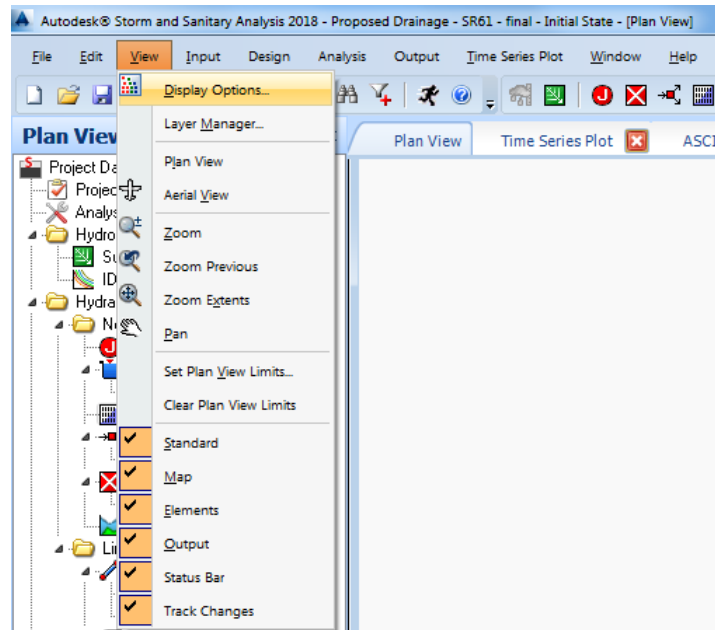 Autodesk® Storm and Sanitary Analysis 2018 - Proposed Drainage - SR61 - final - Initial State - [Plan View]
File Edit View Input Design Analysis Output Time Series Plot Window Help
Display Options...
Plan View
Plan View Time Series Plot ASCI
Layer Manager...
Project Da
Plan View
Projec
Aerial View
Analys
Hydro
Zoom
Su
Zoom Previous
ID
Zoom Extents
Hydra
Pan
No
J
Set Plan View Limits...
Clear Plan View Limits
Standard
Map
Elements
Output
Li
Status Bar
Track Changes